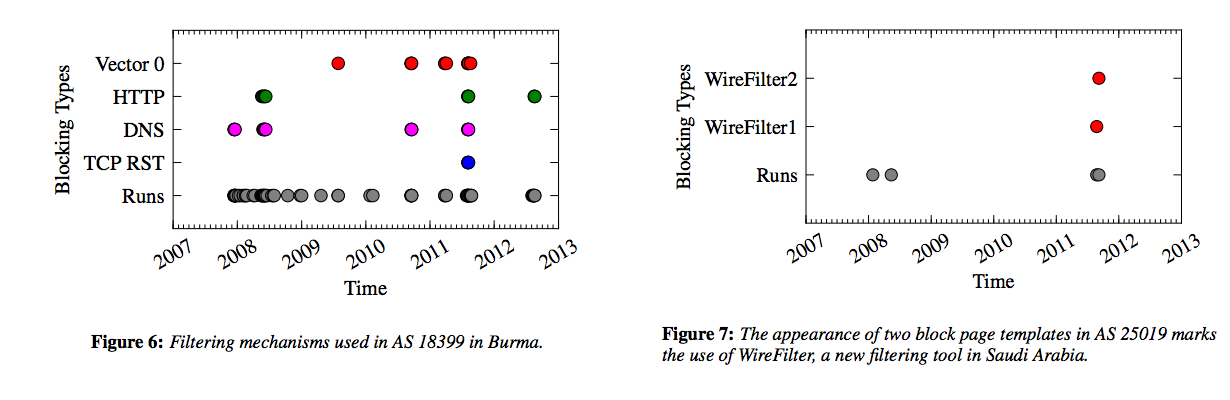 Blocking Types
Vector 0
HTTP
DNS
TCP RST
Runs
2007 2008 2009 2010 2011 2012 2013
Time
Figure 6: Filtering mechanisms used in AS 18399 in Burma.
Blocking Types
WireFilter2
WireFilter1
Runs
2007 2008 2009 2010 2011 2012 2013
Time
Figure 7: The appearance of two block page templates in AS 25019 marks
the use of WireFilter, a new filtering tool in Saudi Arabia.